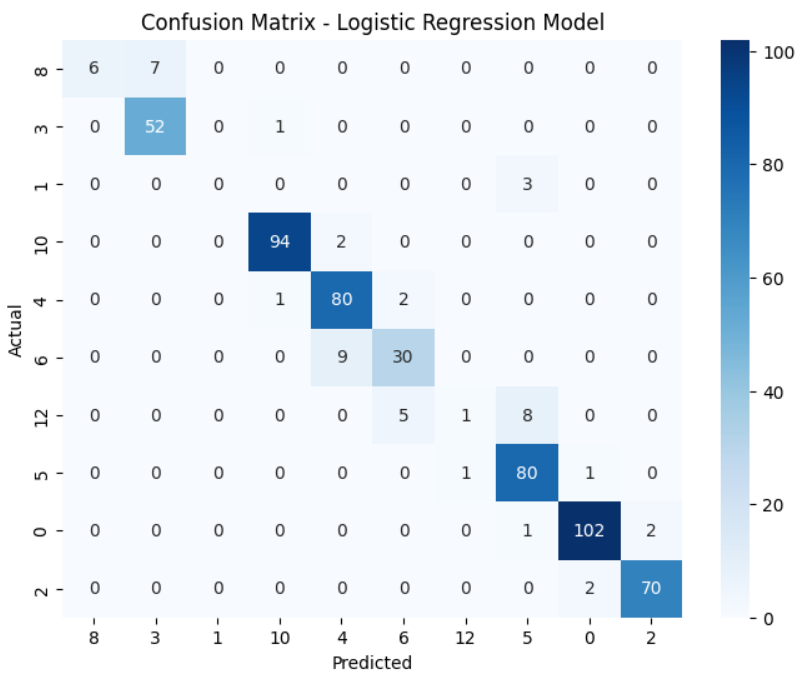 Confusion Matrix - Logistic Regression Model
8 6 7 0 0 0 0 0 0 0 0
3 0 52 0 1 0 0 0 0 0 0
1 0 0 0 0 0 0 0 3 0 0
10 0 0 0 94 2 0 0 0 0 0
4 0 0 0 1 80 2 0 0 0 0
6 0 0 0 0 9 30 0 0 0 0
12 0 0 0 0 0 5 1 8 0 0
5 0 0 0 0 0 0 1 80 1 0
0 0 0 0 0 0 0 0 1 102 2
2 0 0 0 0 0 0 0 0 2 70
8 3 1 10 4 6 12 5 0 2
Predicted
Actual
100
80
60
40
20
0